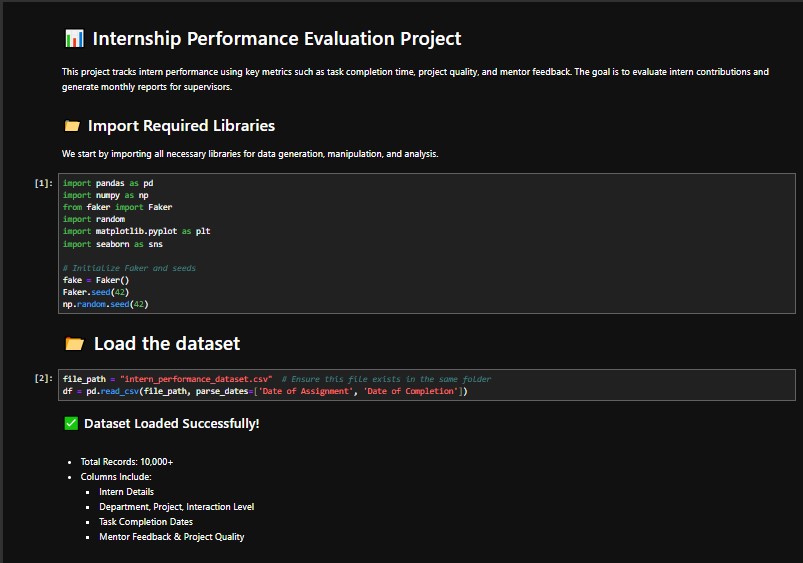 📊 Internship Performance Evaluation Project
This project tracks intern performance using key metrics such as task completion time, project quality, and mentor feedback. The goal is to evaluate intern contributions and
generate monthly reports for supervisors.
📁 Import Required Libraries
We start by importing all necessary libraries for data generation, manipulation, and analysis.
[1]: import pandas as pd
import numpy as np
from faker import Faker
import random
import matplotlib.pyplot as plt
import seaborn as sns

# Initialize Faker and seeds
fake = Faker()
Faker.seed(42)
np.random.seed(42)
📂 Load the dataset
[2]: file_path = "intern_performance_dataset.csv"  # Ensure this file exists in the same folder
df = pd.read_csv(file_path, parse_dates=['Date of Assignment', 'Date of Completion'])
✅ Dataset Loaded Successfully!
• Total Records: 10,000+
• Columns Include:
▪ Intern Details
▪ Department, Project, Interaction Level
▪ Task Completion Dates
▪ Mentor Feedback & Project Quality